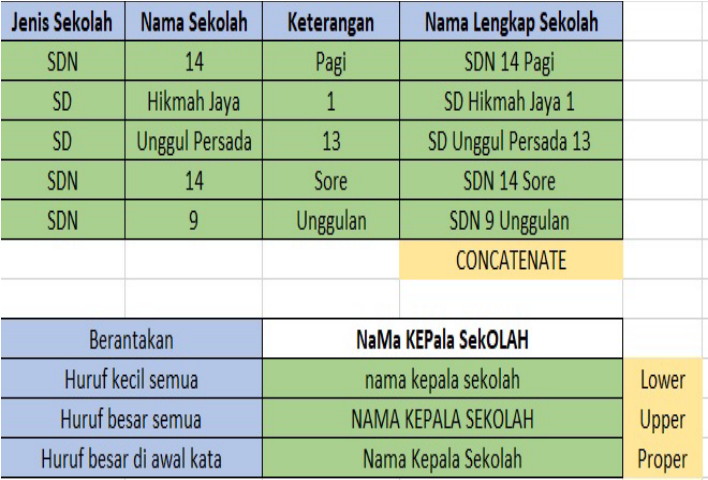 Jenis Sekolah Nama Sekolah Keterangan Nama Lengkap Sekolah
SDN 14 Pagi SDN 14 Pagi
SD Hikmah Jaya 1 SD Hikmah Jaya 1
SD Unggul Persada 13 SD Unggul Persada 13
SDN 14 Sore SDN 14 Sore
SDN 9 Unggulan SDN 9 Unggulan
CONCATENATE
Berantakan NaMa KEPala SekOLAH
Huruf kecil semua nama kepala sekolah Lower
Huruf besar semua NAMA KEPALA SEKOLAH Upper
Huruf besar di awal kata Nama Kepala Sekolah Proper